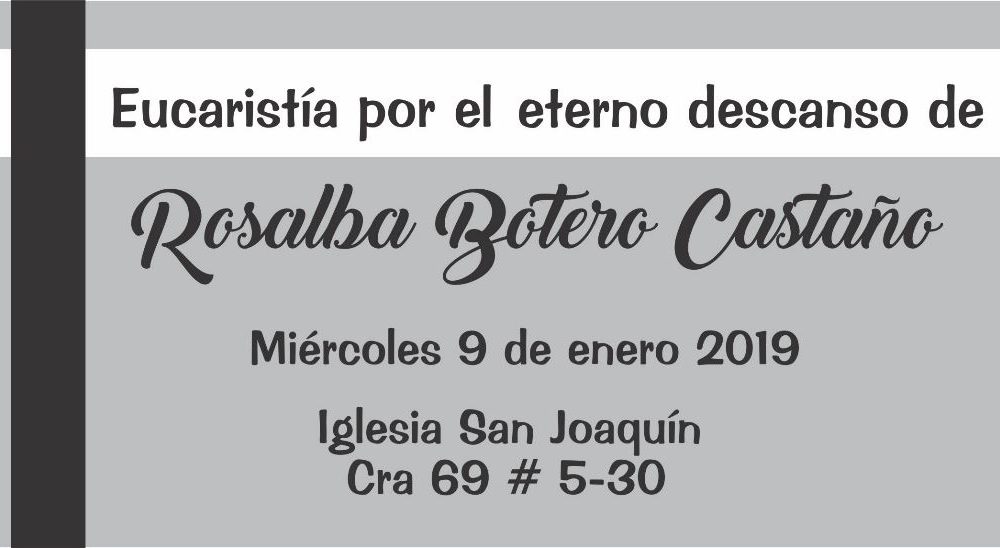 Eucaristía por el eterno descanso de
Rosalba Botero Castaño
Miércoles 9 de enero 2019
Iglesia San Joaquín
Cra 69 # 5-30